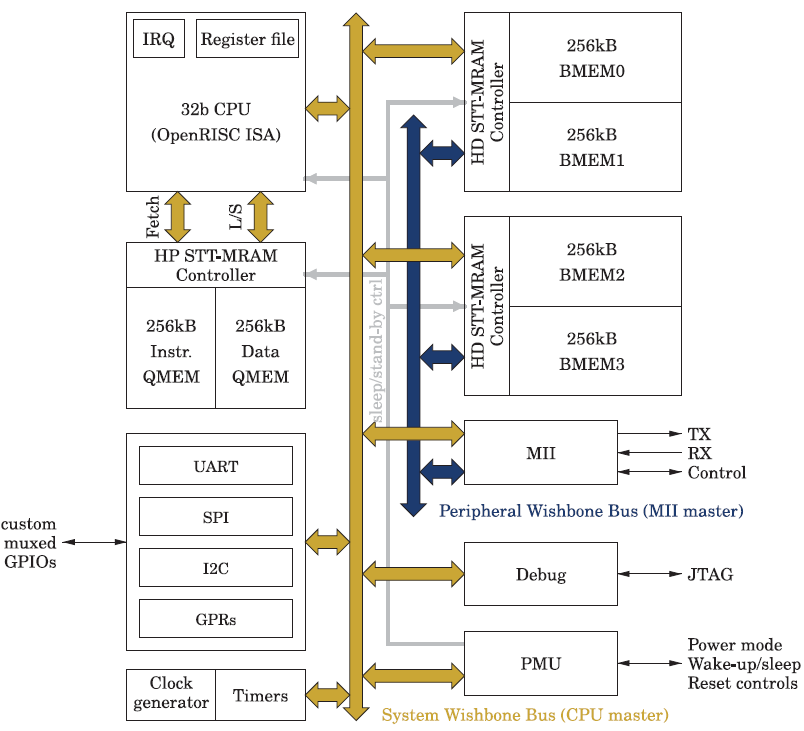 IRQ
Register file
32b CPU
(OpenRISC ISA)
Fetch
L/S
HP STT-MRAM
Controller
256kB
Instr.
QMEM
256kB
Data
QMEM
UART
SPI
I2C
GPRs
custom
muxed
GPIOs
Clock
generator
Timers
sleep/stand-by ctrl
HD STT-MRAM
Controller
256kB
BMEM0
256kB
BMEM1
HD STT-MRAM
Controller
256kB
BMEM2
256kB
BMEM3
MII
TX
RX
Control
Peripheral Wishbone Bus (MII master)
Debug
JTAG
PMU
Power mode
Wake-up/sleep
Reset controls
System Wishbone Bus (CPU master)